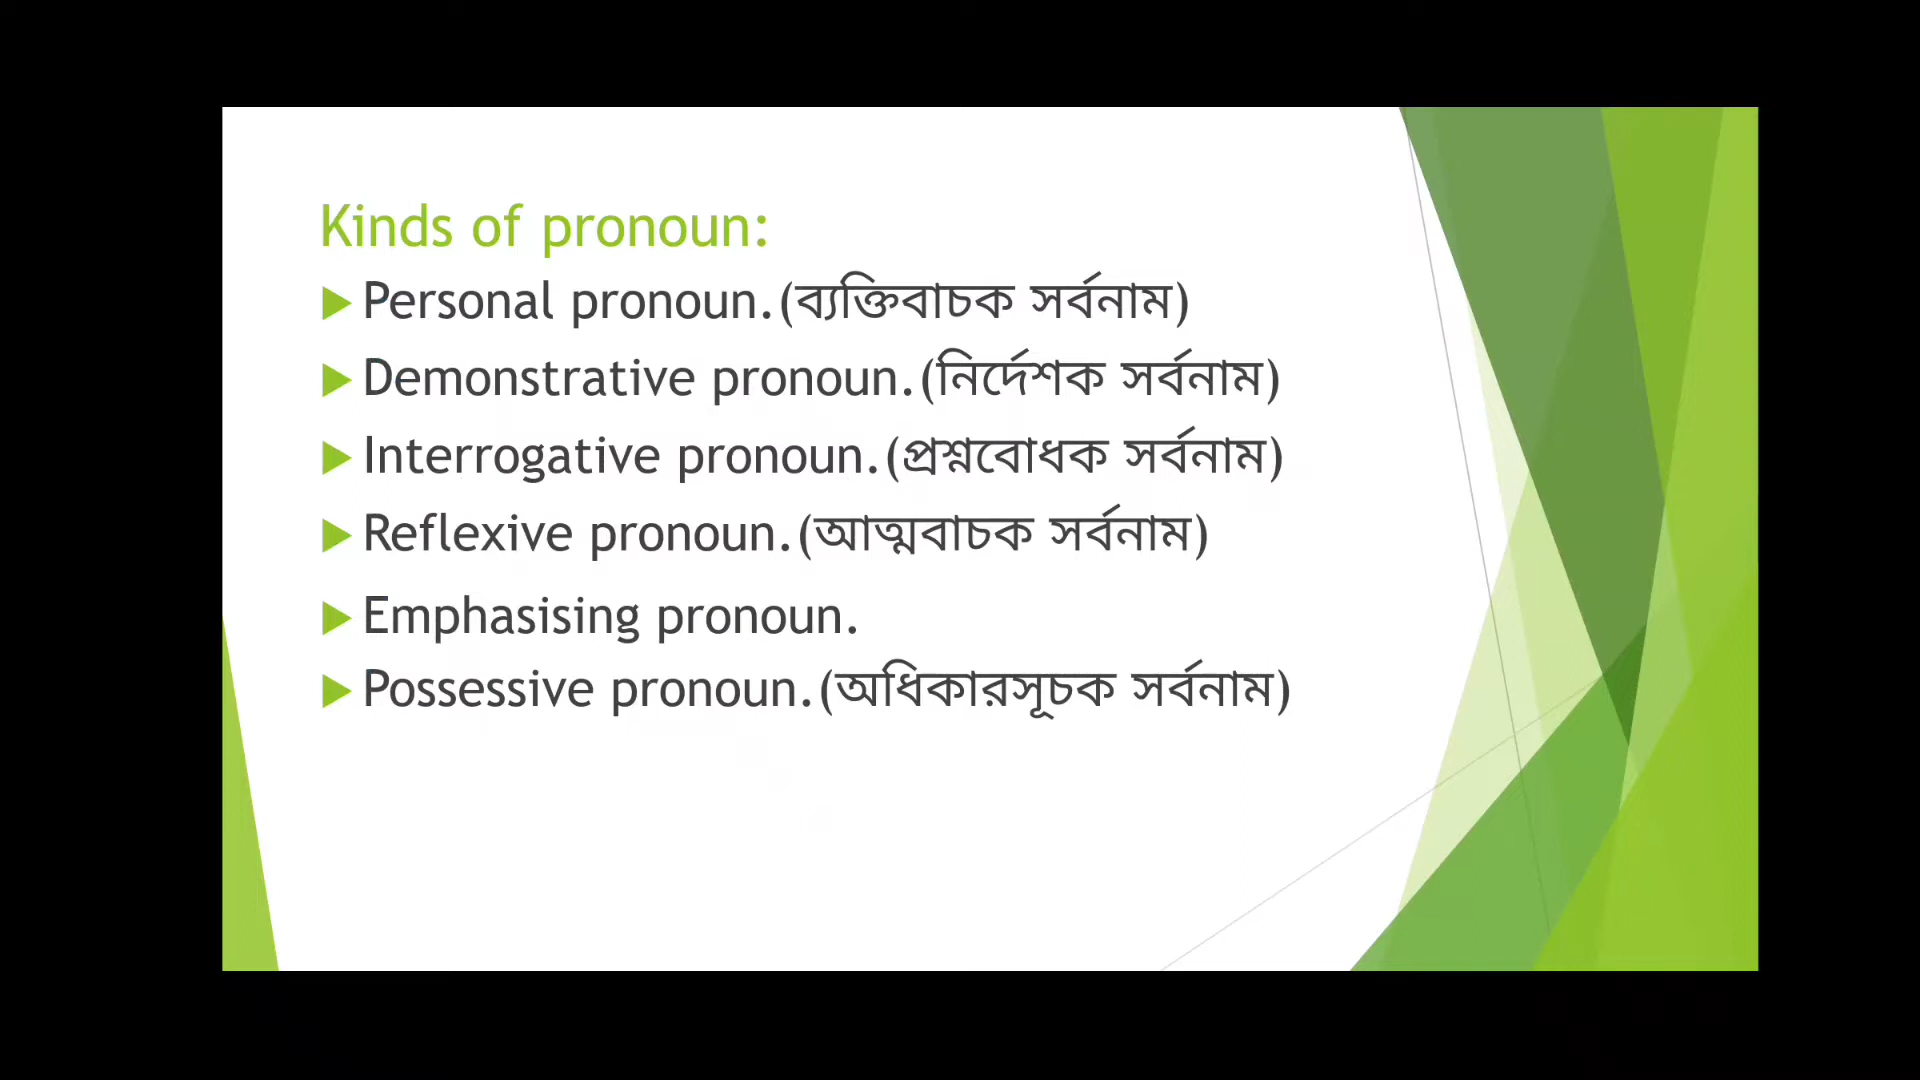 Kinds of pronoun:
Personal pronoun.(ব্যক্তিবাচক সর্বনাম)
Demonstrative pronoun.(নির্দেশক সর্বনাম)
Interrogative pronoun.(প্রশ্নবোধক সর্বনাম)
Reflexive pronoun.(আত্মবাচক সর্বনাম)
Emphasising pronoun.
Possessive pronoun.(অধিকারসূচক সর্বনাম)